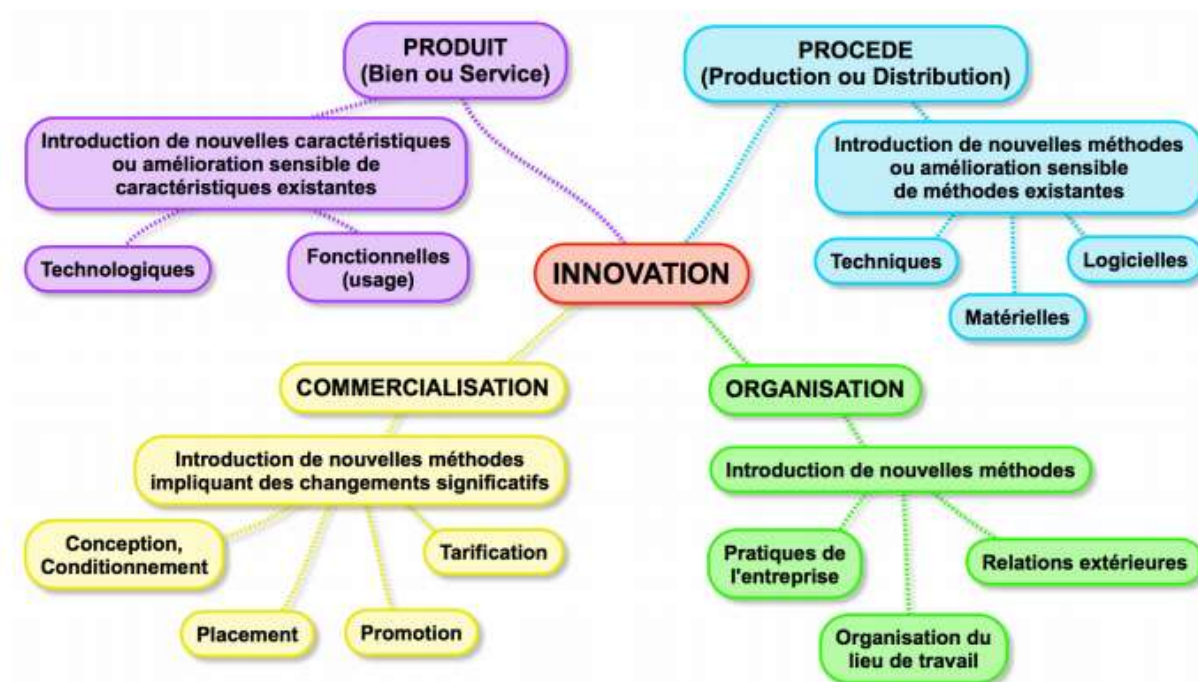 PRODUIT
(Bien ou Service)
Introduction de nouvelles caractéristiques
ou amélioration sensible de
caractéristiques existantes
Technologiques
Fonctionnelles
(usage)
PROCEDE
(Production ou Distribution)
Introduction de nouvelles méthodes
ou amélioration sensible
de méthodes existantes
Techniques
Matérielles
Logicielles
INNOVATION
COMMERCIALISATION
Introduction de nouvelles méthodes
impliquant des changements significatifs
Conception,
Conditionnement
Placement
Promotion
Tarification
ORGANISATION
Introduction de nouvelles méthodes
Pratiques de
l'entreprise
Organisation du
lieu de travail
Relations extérieures